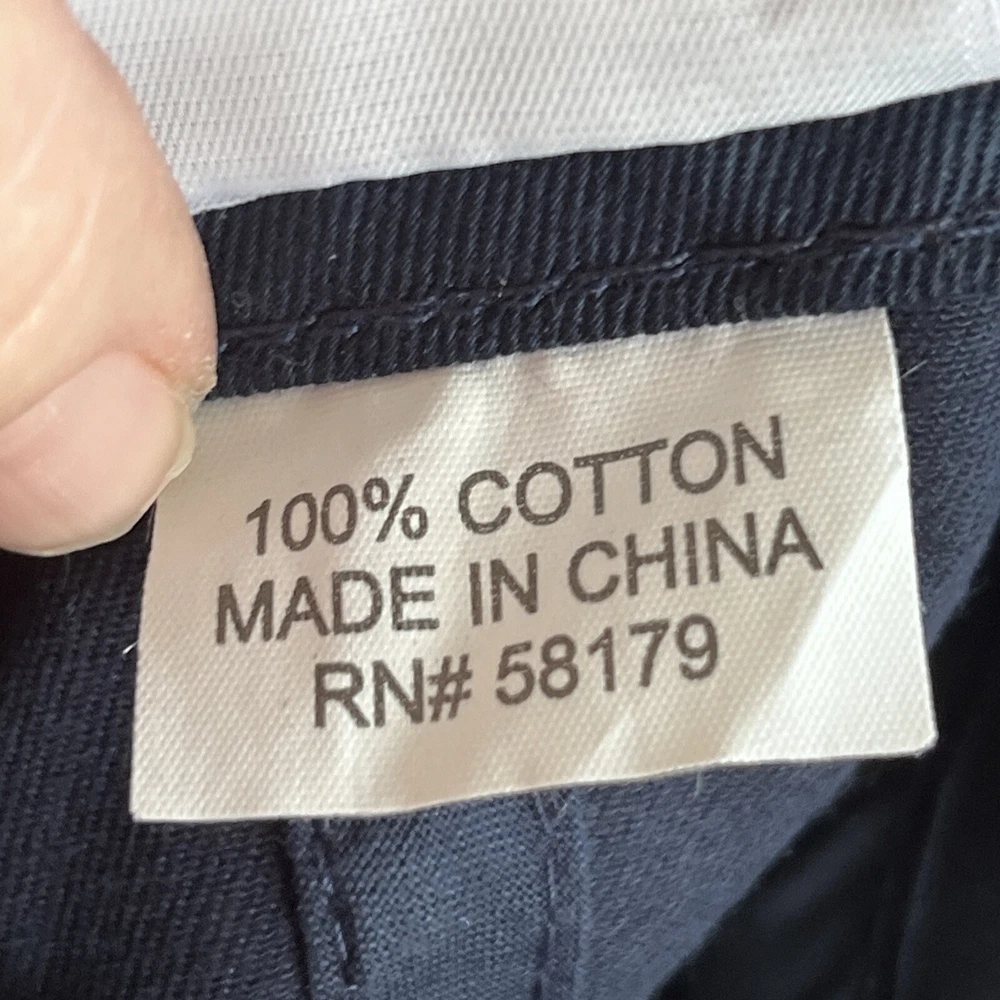 100% COTTON
MADE IN CHINA
RN# 58179